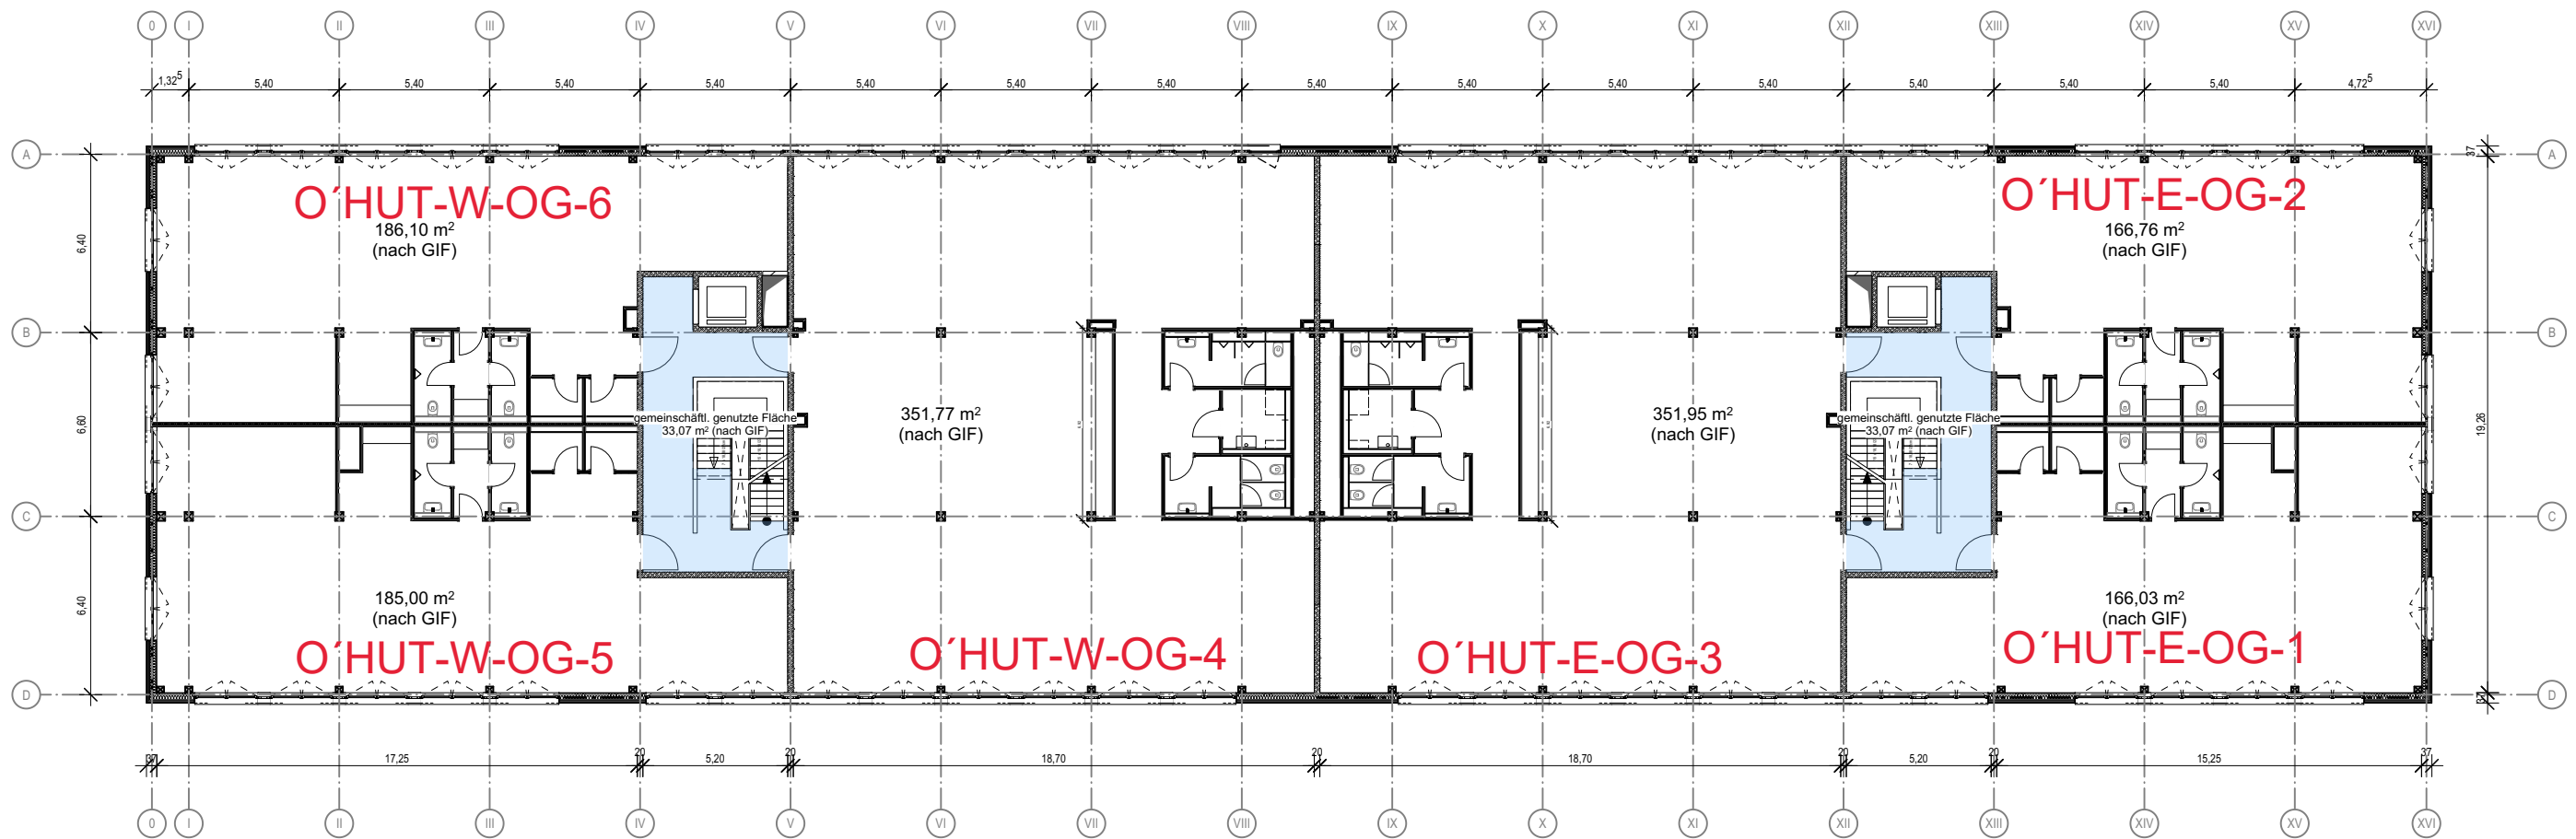 0 I II III IV V VI VII VIII IX X XI XII XIII XIV XV XVI
1,32⁵ 5,40 5,40 5,40 5,40 5,40 5,40 5,40 5,40 5,40 5,40 5,40 5,40 5,40 5,40 4,72⁵
A A
37
O´HUT-W-OG-6
186,10 m²
(nach GIF)
O´HUT-E-OG-2
166,76 m²
(nach GIF)
6,40
B B
6,60
gemeinschäftl. genutzte Fläche
33,07 m² (nach GIF)
351,77 m²
(nach GIF)
351,95 m²
(nach GIF)
gemeinschäftl. genutzte Fläche
33,07 m² (nach GIF)
19,26
C C
6,40
185,00 m²
(nach GIF)
O´HUT-W-OG-5
O´HUT-W-OG-4
O´HUT-E-OG-3
166,03 m²
(nach GIF)
O´HUT-E-OG-1
D D
37 17,25 20 5,20 20 18,70 20 18,70 20 5,20 20 15,25 37
0 I II III IV V VI VII VIII IX X XI XII XIII XIV XV XVI